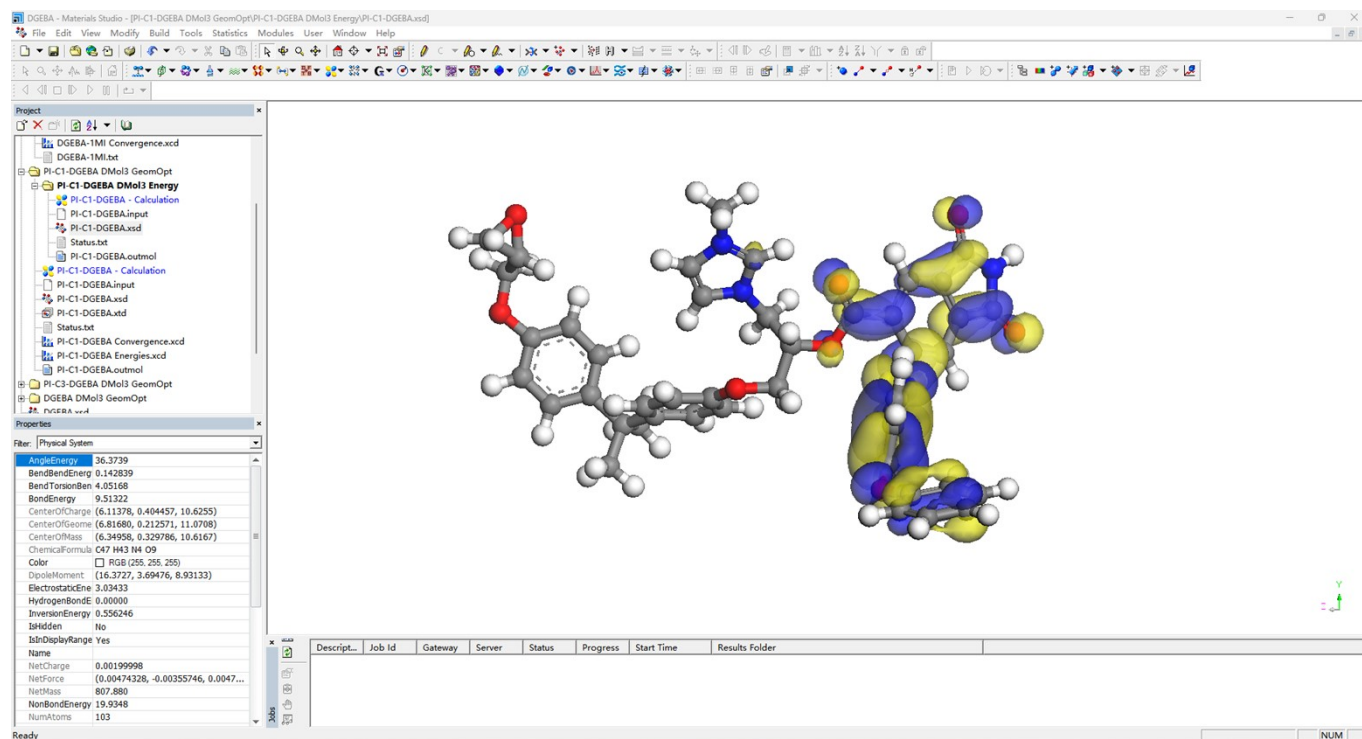 DGEBA - Materials Studio - [PI-C1-DGEBA DMol3 GeomOpt\PI-C1-DGEBA DMol3 Energy\PI-C1-DGEBA.xsd]
File Edit View Modify Build Tools Statistics Modules User Window Help
Project
DGEBA-1MI Convergence.xcd
DGEBA-1MI.txt
PI-C1-DGEBA DMol3 GeomOpt
PI-C1-DGEBA DMol3 Energy
PI-C1-DGEBA - Calculation
PI-C1-DGEBA.input
PI-C1-DGEBA.xsd
Status.txt
PI-C1-DGEBA.outmol
PI-C1-DGEBA - Calculation
PI-C1-DGEBA.input
PI-C1-DGEBA.xsd
PI-C1-DGEBA.xtd
Status.txt
PI-C1-DGEBA Convergence.xcd
PI-C1-DGEBA Energies.xcd
PI-C1-DGEBA.outmol
PI-C3-DGEBA DMol3 GeomOpt
DGEBA DMol3 GeomOpt
DGEBA.xsd
Properties
Filter: Physical System
AngleEnergy 36.3739
BendBendEnerg 0.142839
BendTorsionBen 4.05168
BondEnergy 9.51322
CenterOfCharge (6.11378, 0.404457, 10.6255)
CenterOfGeome (6.81680, 0.212571, 11.0708)
CenterOfMass (6.34958, 0.329786, 10.6167)
ChemicalFormula C47 H43 N4 O9
Color RGB (255, 255, 255)
DipoleMoment (16.3727, 3.69476, 8.93133)
ElectrostaticEne 3.03433
HydrogenBondE 0.00000
InversionEnergy 0.556246
IsHidden No
IsInDisplayRange Yes
Name
NetCharge 0.00199998
NetForce (0.00474328, -0.00355746, 0.0047...
NetMass 807.880
NonBondEnergy 19.9348
NumAtoms 103
Y
Z
Jobs
Descript... Job Id Gateway Server Status Progress Start Time Results Folder
Ready
NUM